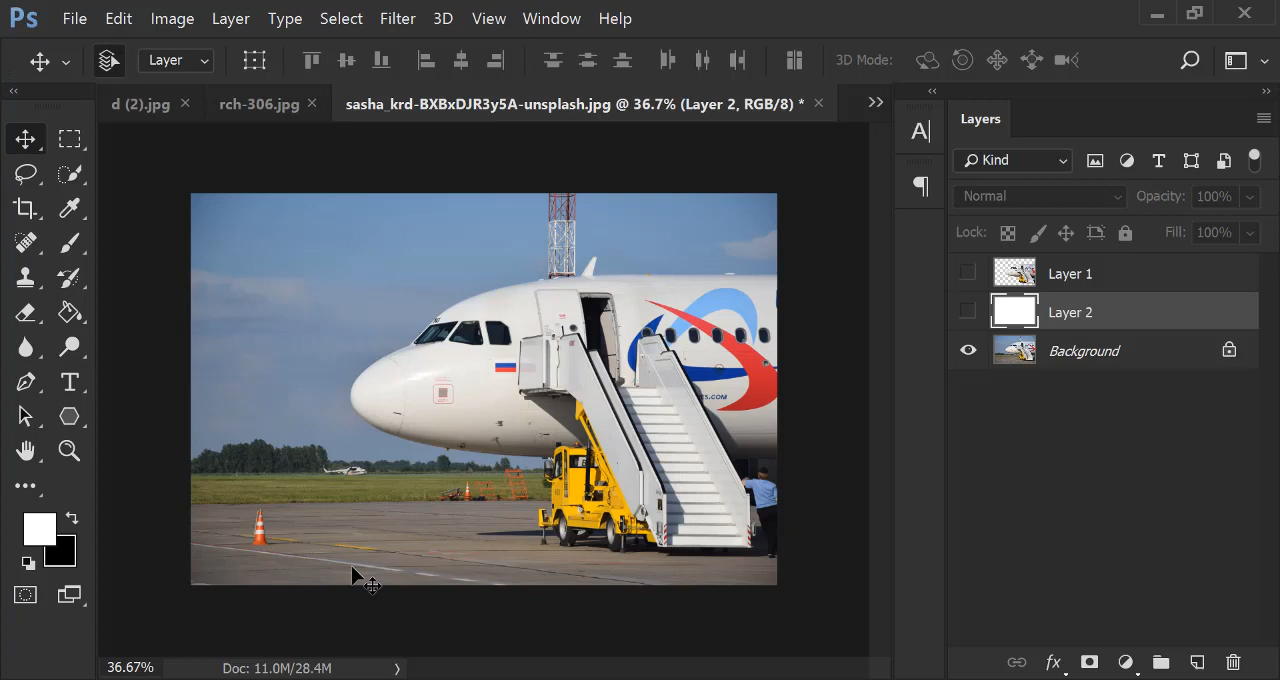 Ps File Edit Image Layer Type Select Filter 3D View Window Help
Layer 3D Mode:
d (2).jpg × rch-306.jpg × sasha_krd-BXBxDJR3y5A-unsplash.jpg @ 36.7% (Layer 2, RGB/8) * ×
Layers
Kind
Normal Opacity: 100%
Lock: Fill: 100%
Layer 1
Layer 2
Background
36.67% Doc: 11.0M/28.4M